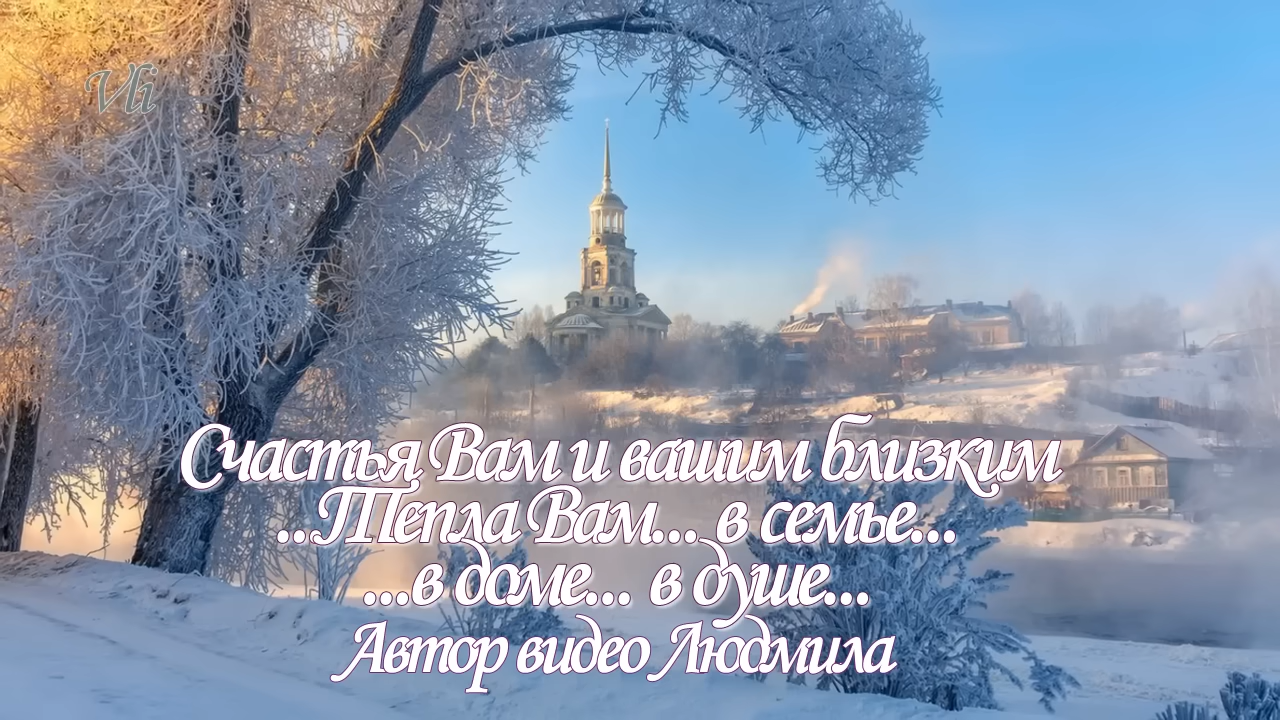 Vli
Счастья Вам и вашим близким
...Тепла Вам... в семье...
...в доме... в душе...
Автор видео Людмила